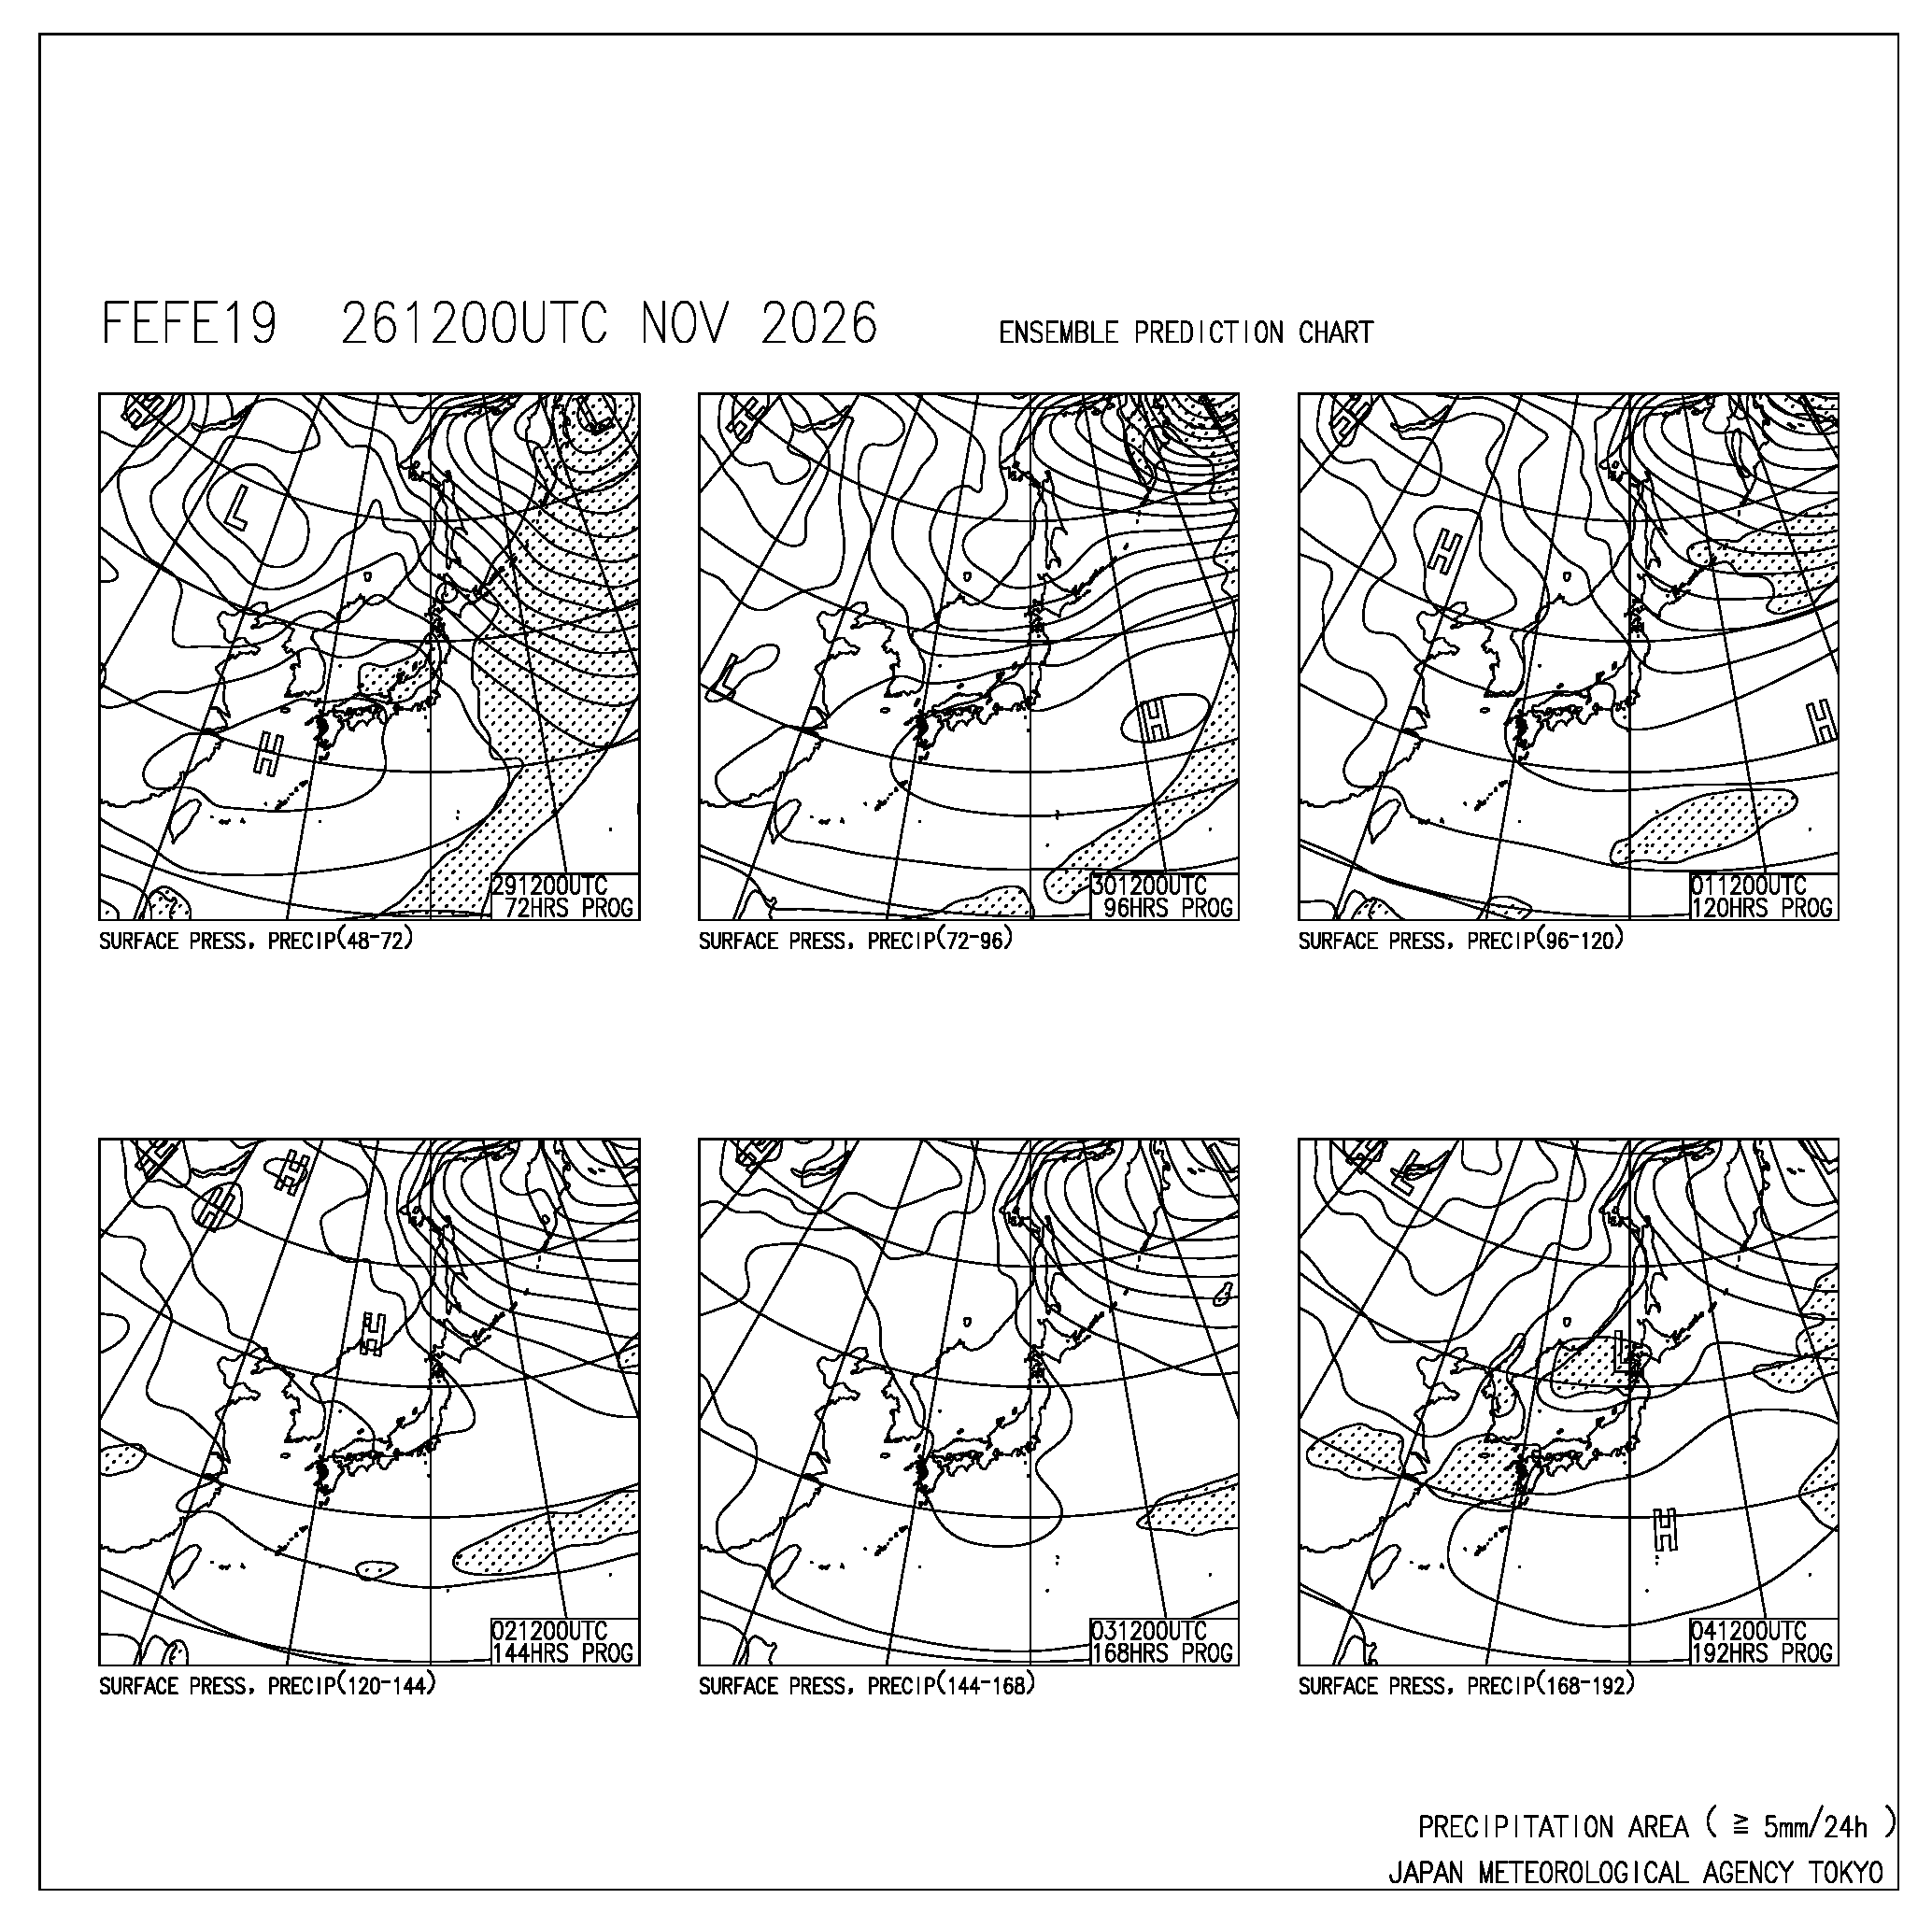 FEFE19 261200UTC NOV 2026 ENSEMBLE PREDICTION CHART
H
L
L
H
291200UTC
72HRS PROG
SURFACE PRESS, PRECIP(48-72)
H
L
L
H
301200UTC
96HRS PROG
SURFACE PRESS, PRECIP(72-96)
H
H
H
011200UTC
120HRS PROG
SURFACE PRESS, PRECIP(96-120)
H
H
H
H
021200UTC
144HRS PROG
SURFACE PRESS, PRECIP(120-144)
H
L
031200UTC
168HRS PROG
SURFACE PRESS, PRECIP(144-168)
H
L
L
H
041200UTC
192HRS PROG
SURFACE PRESS, PRECIP(168-192)
PRECIPITATION AREA ( ≧ 5mm/24h )
JAPAN METEOROLOGICAL AGENCY TOKYO